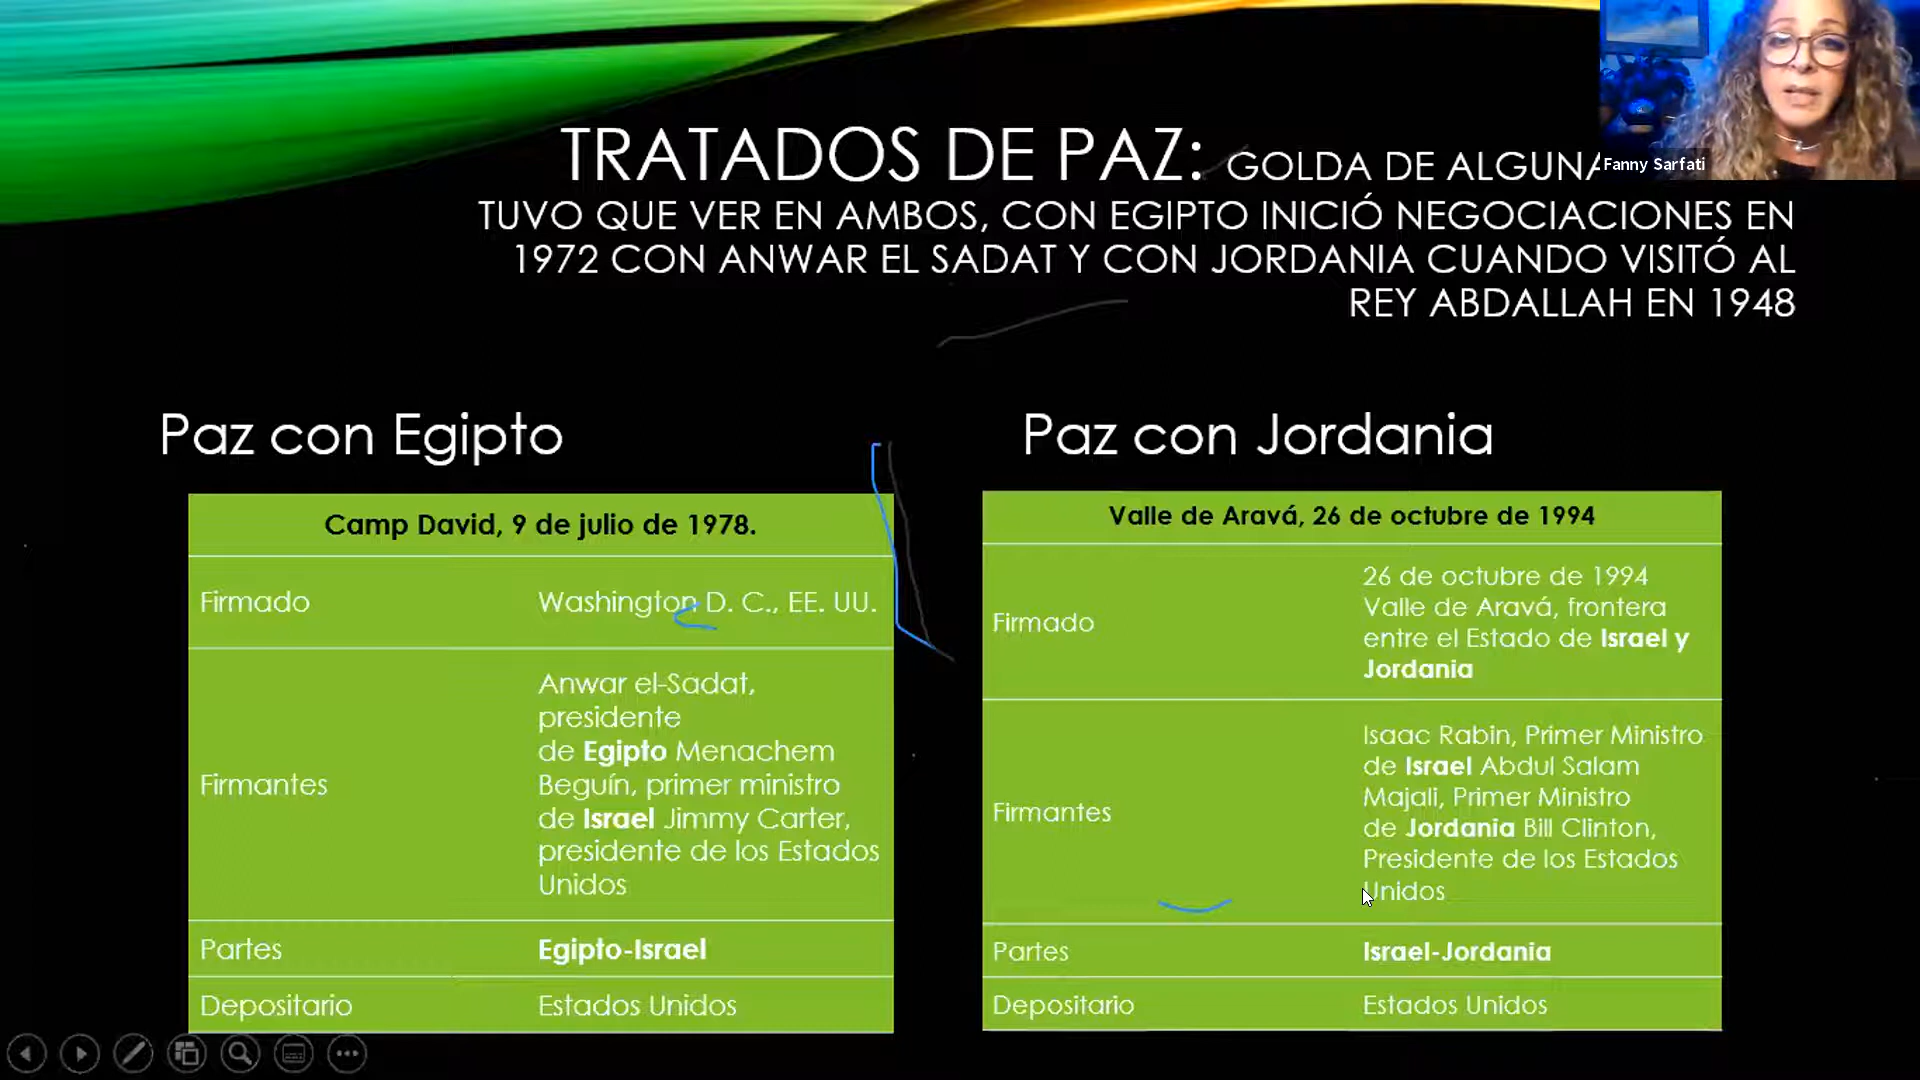 TRATADOS DE PAZ: GOLDA DE ALGUNA
TUVO QUE VER EN AMBOS, CON EGIPTO INICIÓ NEGOCIACIONES EN
1972 CON ANWAR EL SADAT Y CON JORDANIA CUANDO VISITÓ AL
REY ABDALLAH EN 1948
Fanny Sarfati
Paz con Egipto
Camp David, 9 de julio de 1978.
Firmado
Washington D. C., EE. UU.
Firmantes
Anwar el-Sadat,
presidente
de Egipto Menachem
Beguín, primer ministro
de Israel Jimmy Carter,
presidente de los Estados
Unidos
Partes
Egipto-Israel
Depositario
Estados Unidos
Paz con Jordania
Valle de Aravá, 26 de octubre de 1994
Firmado
26 de octubre de 1994
Valle de Aravá, frontera
entre el Estado de Israel y
Jordania
Firmantes
Isaac Rabin, Primer Ministro
de Israel Abdul Salam
Majali, Primer Ministro
de Jordania Bill Clinton,
Presidente de los Estados
Unidos
Partes
Israel-Jordania
Depositario
Estados Unidos